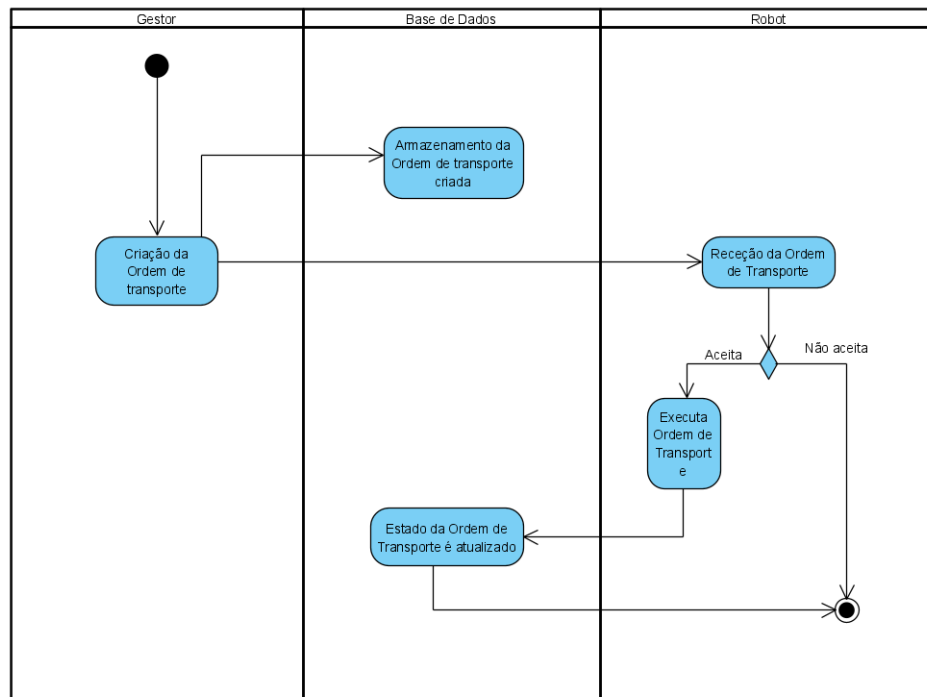 Gestor
Base de Dados
Robot
Armazenamento da
Ordem de transporte
criada
Criação da
Ordem de
transporte
Receção da Ordem
de Transporte
Aceita
Não aceita
Executa
Ordem de
Transport
e
Estado da Ordem de
Transporte é atualizado